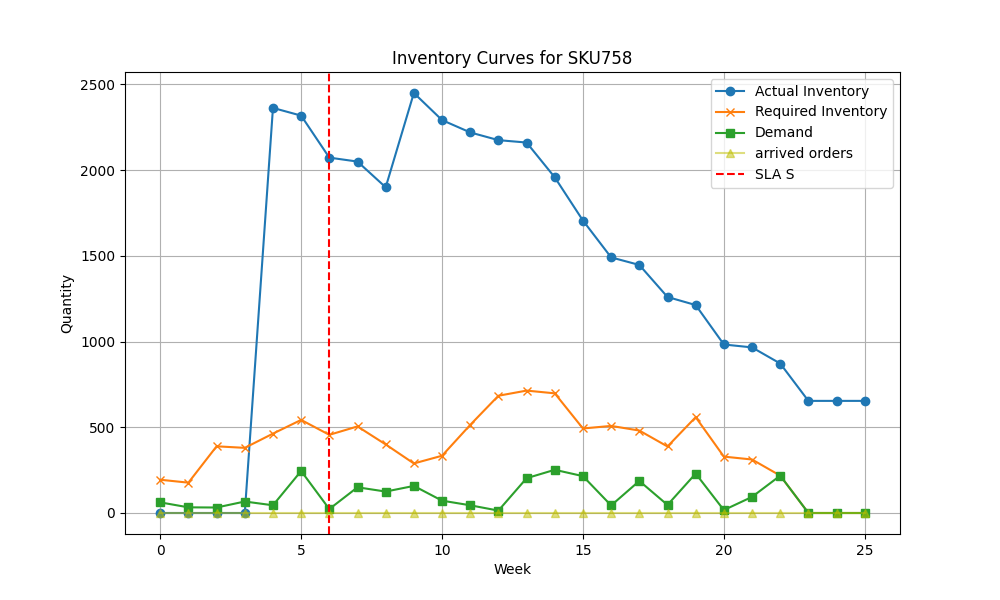 Inventory Curves for SKU758
2500
2000
1500
1000
500
0
Quantity
Actual Inventory
Required Inventory
Demand
arrived orders
SLA S
0 5 10 15 20 25
Week